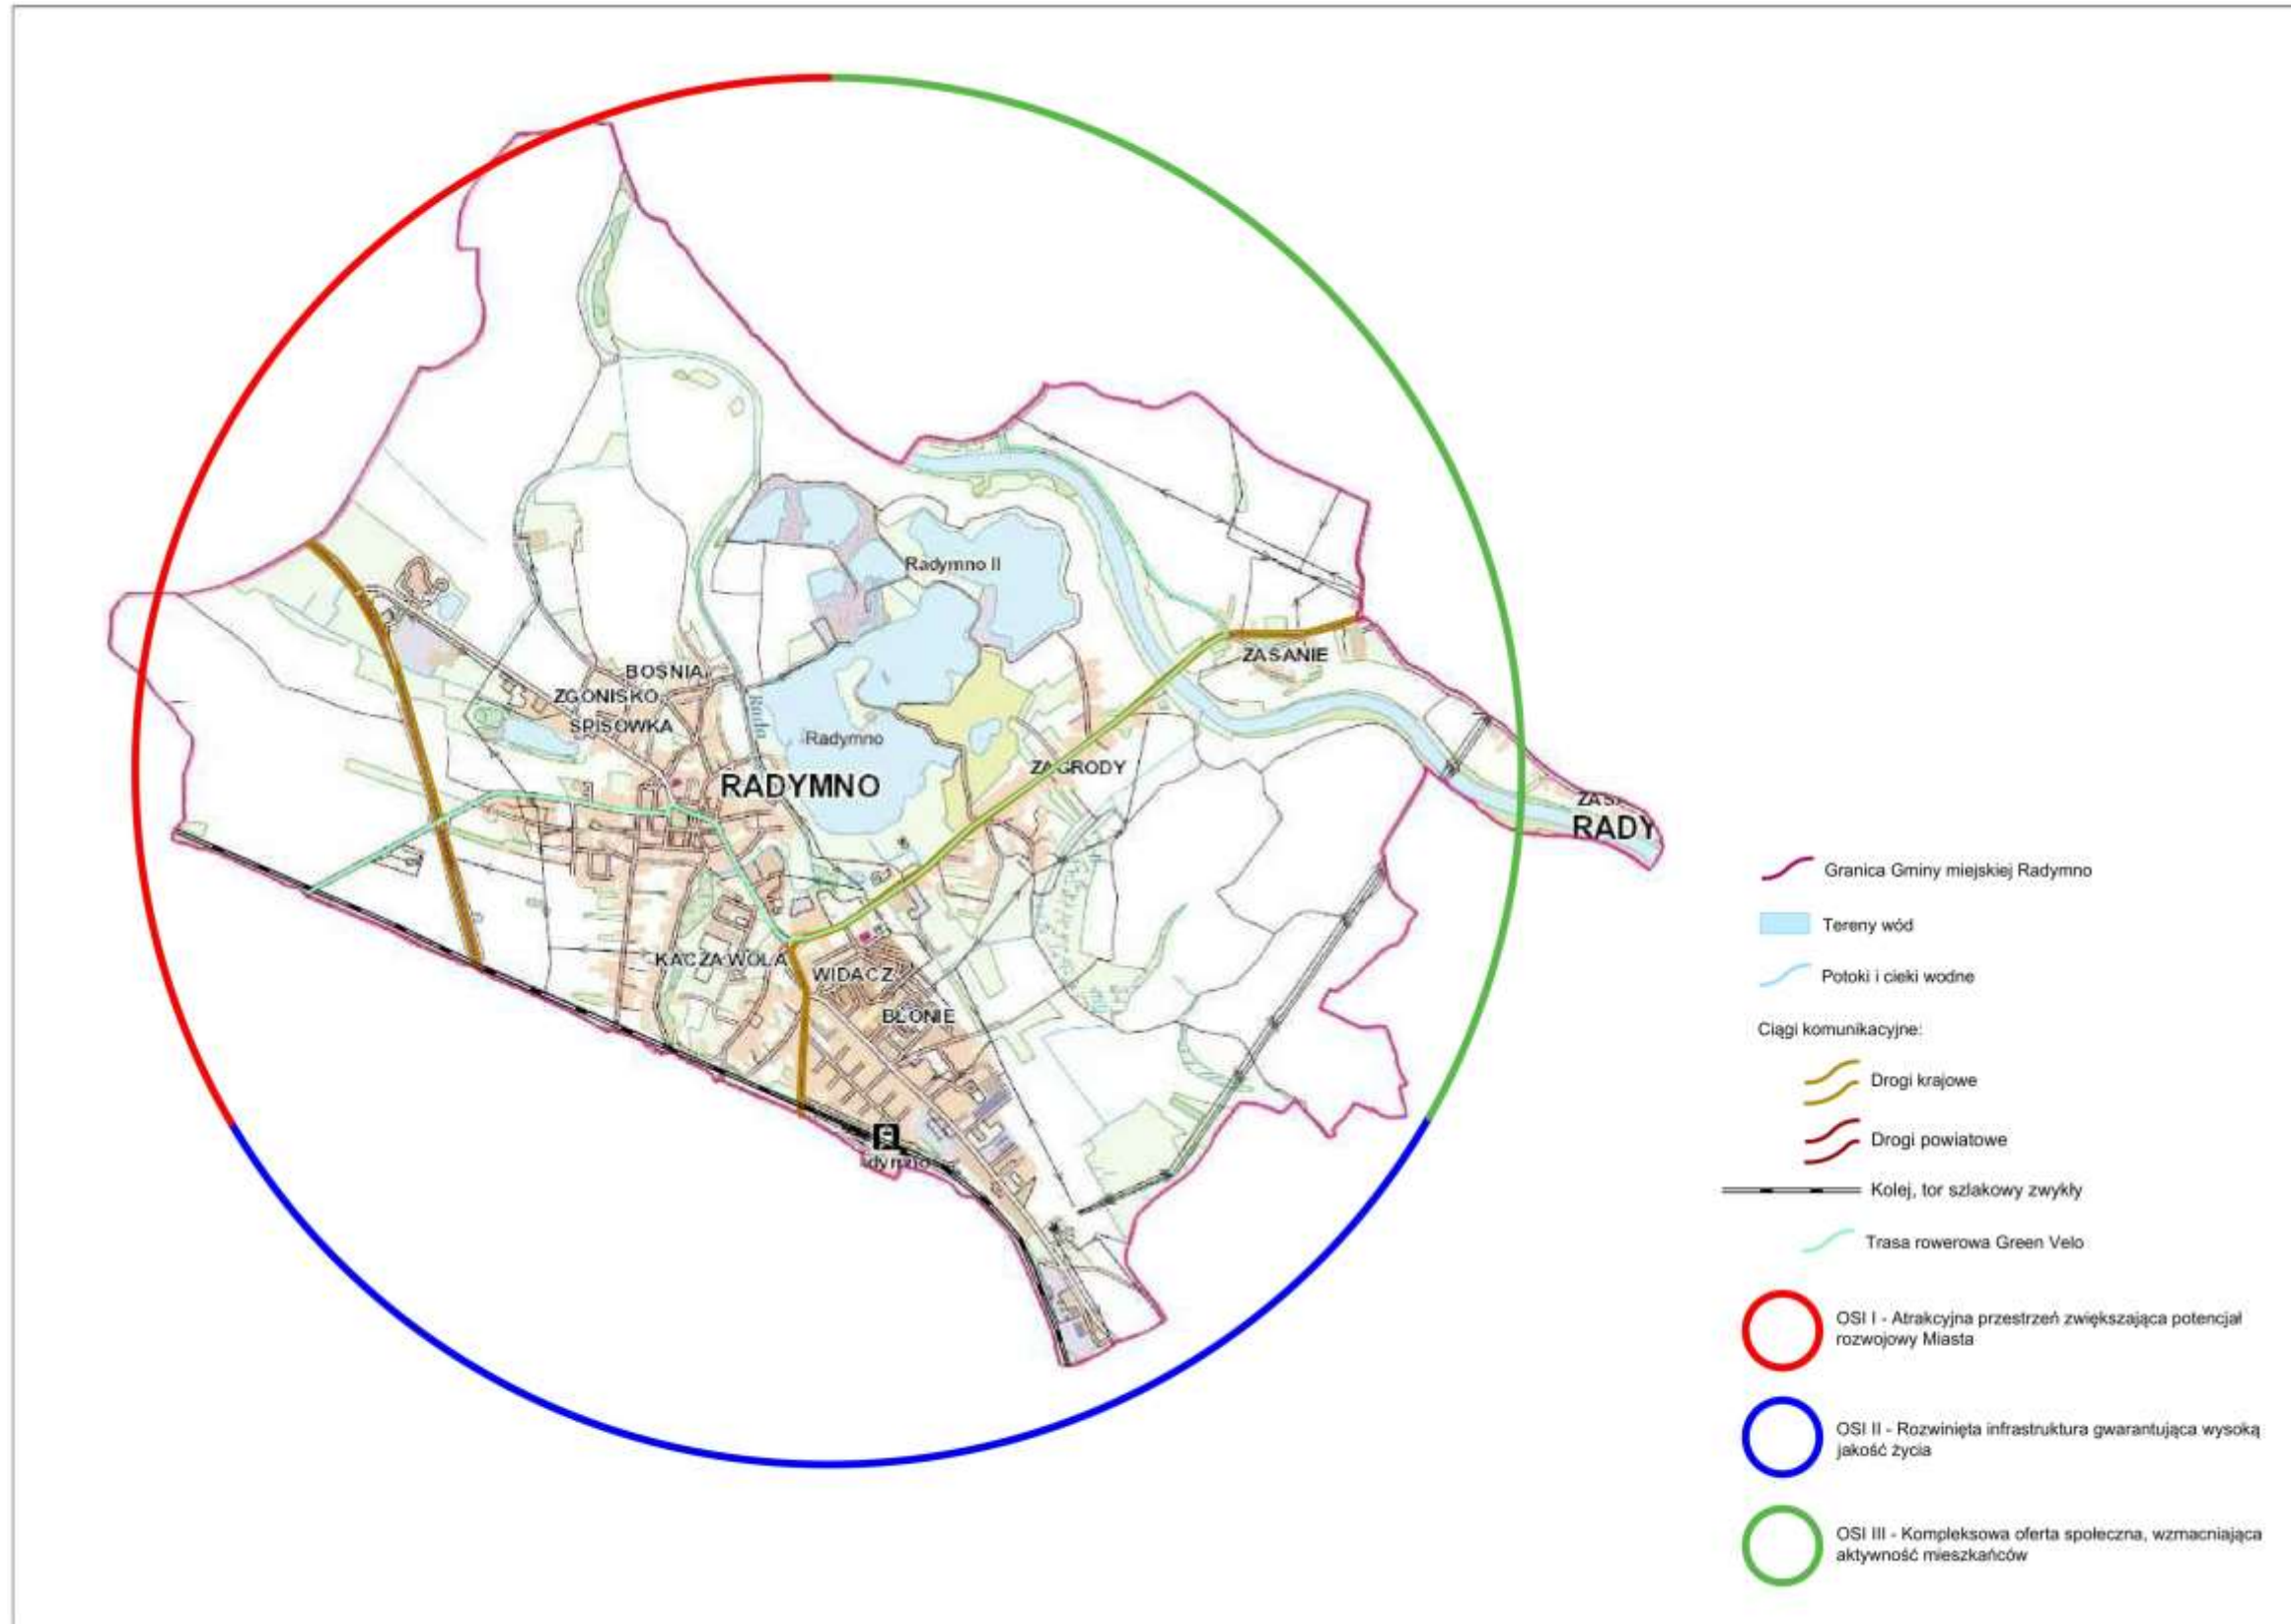 Radymno II
ZASANIE
BOSNIA
ZGONISKO
SPISOWKA
Rada
Radymno
ZAGRODY
RADYMNO
RADY
KACZA WOLA
WIDACZ
BŁONIE
Granica Gminy miejskiej Radymno
Tereny wód
Potoki i cieki wodne
Ciągi komunikacyjne:
Drogi krajowe
Drogi powiatowe
Kolej, tor szlakowy zwykły
Trasa rowerowa Green Velo
OSI I - Atrakcyjna przestrzeń zwiększająca potencjał
rozwojowy Miasta
OSI II - Rozwinięta infrastruktura gwarantująca wysoką
jakość życia
OSI III - Kompleksowa oferta społeczna, wzmacniająca
aktywność mieszkańców